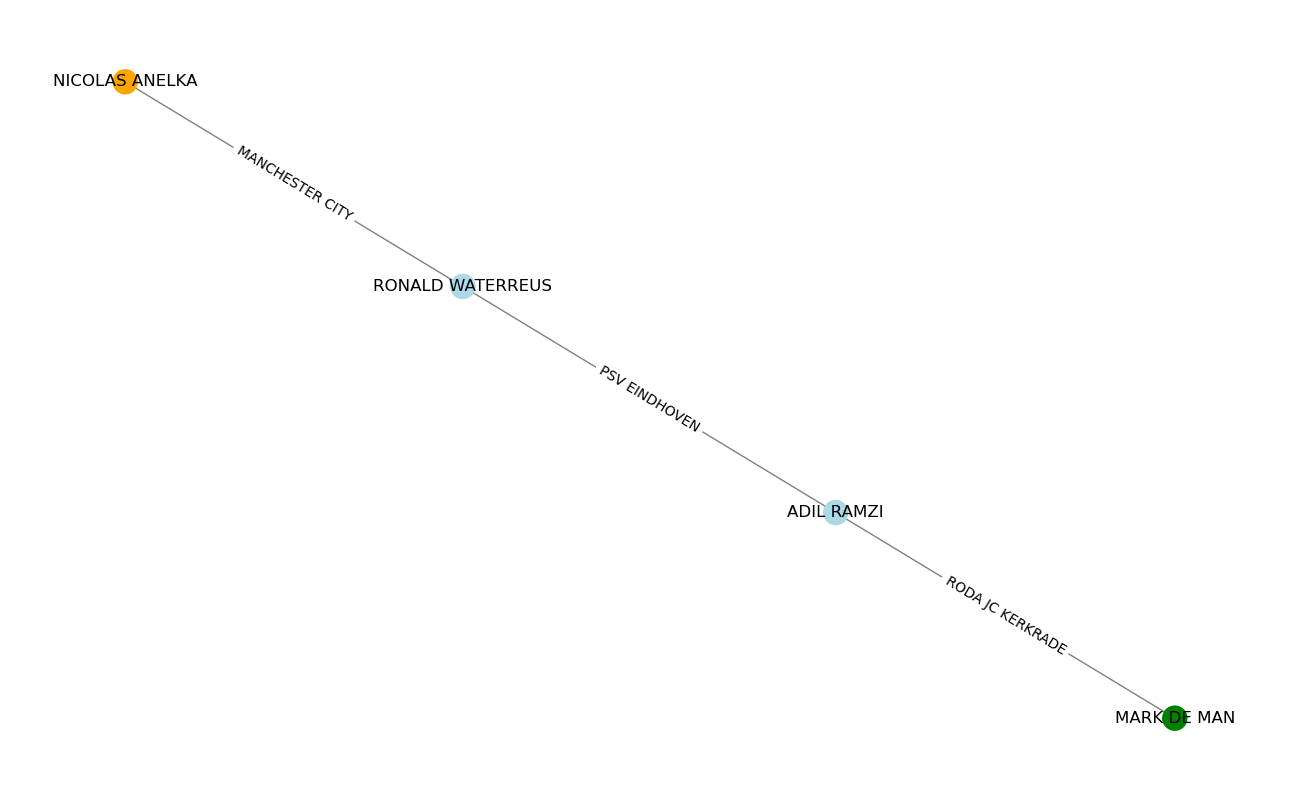 NICOLAS ANELKA
MANCHESTER CITY
RONALD WATERREUS
PSV EINDHOVEN
ADIL RAMZI
RODA JC KERKRADE
MARK DE MAN